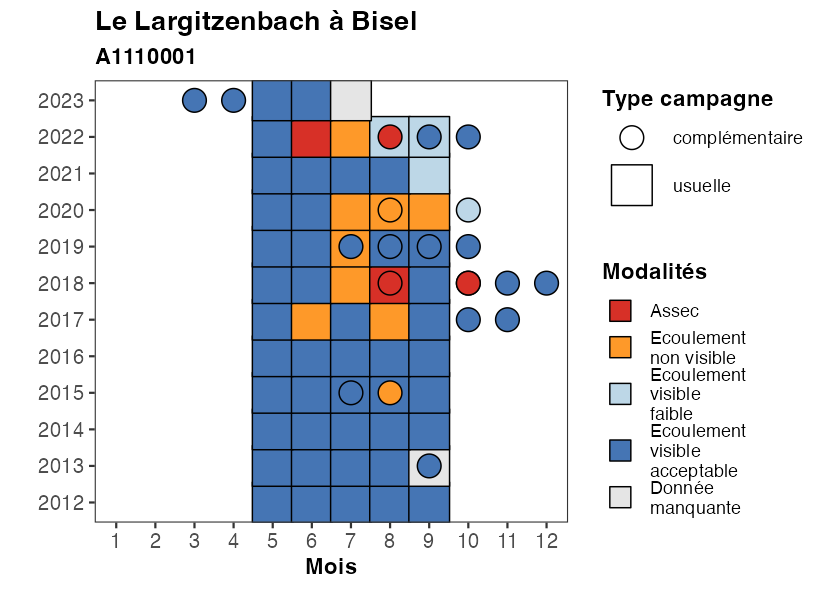 Le Largitzenbach à Bisel
A1110001
2023
2022
2021
2020
2019
2018
2017
2016
2015
2014
2013
2012
1 2 3 4 5 6 7 8 9 10 11 12
Mois
Type campagne
complémentaire
usuelle
Modalités
Assec
Ecoulement
non visible
Ecoulement
visible
faible
Ecoulement
visible
acceptable
Donnée
manquante